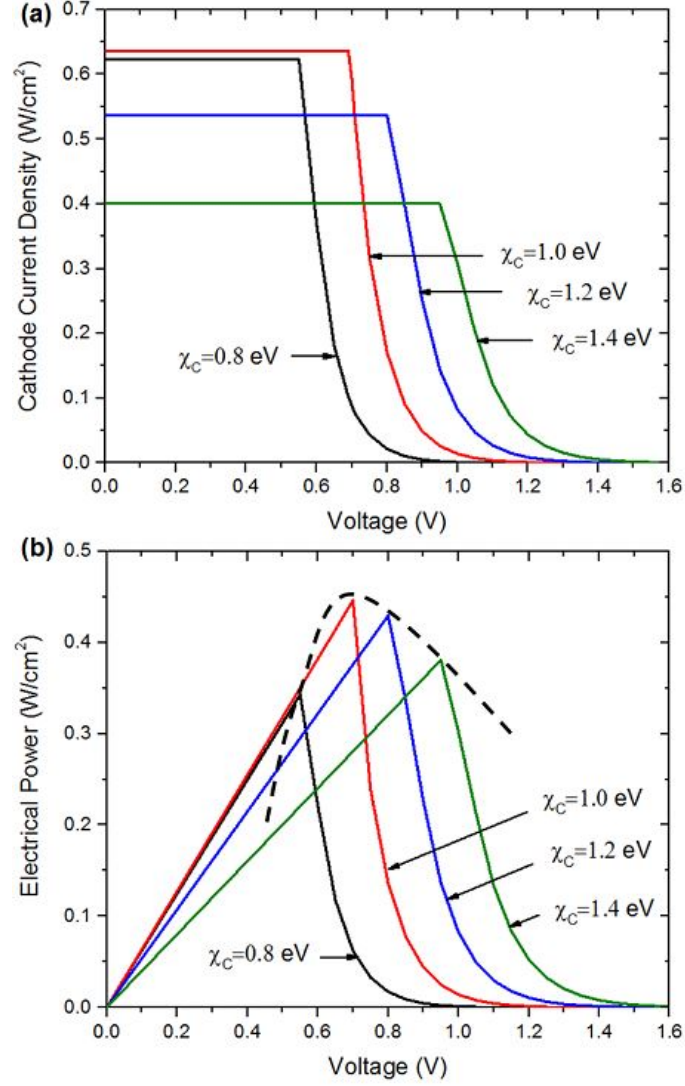 (a)
0.7
0.6
0.5
0.4
0.3
0.2
0.1
0.0
Cathode Current Density (W/cm²)
χC=1.0 eV
χC=1.2 eV
χC=1.4 eV
χC=0.8 eV
0.0 0.2 0.4 0.6 0.8 1.0 1.2 1.4 1.6
Voltage (V)
(b)
0.5
0.4
0.3
0.2
0.1
0.0
Electrical Power (W/cm²)
χC=1.0 eV
χC=1.2 eV
χC=1.4 eV
χC=0.8 eV
0.0 0.2 0.4 0.6 0.8 1.0 1.2 1.4 1.6
Voltage (V)